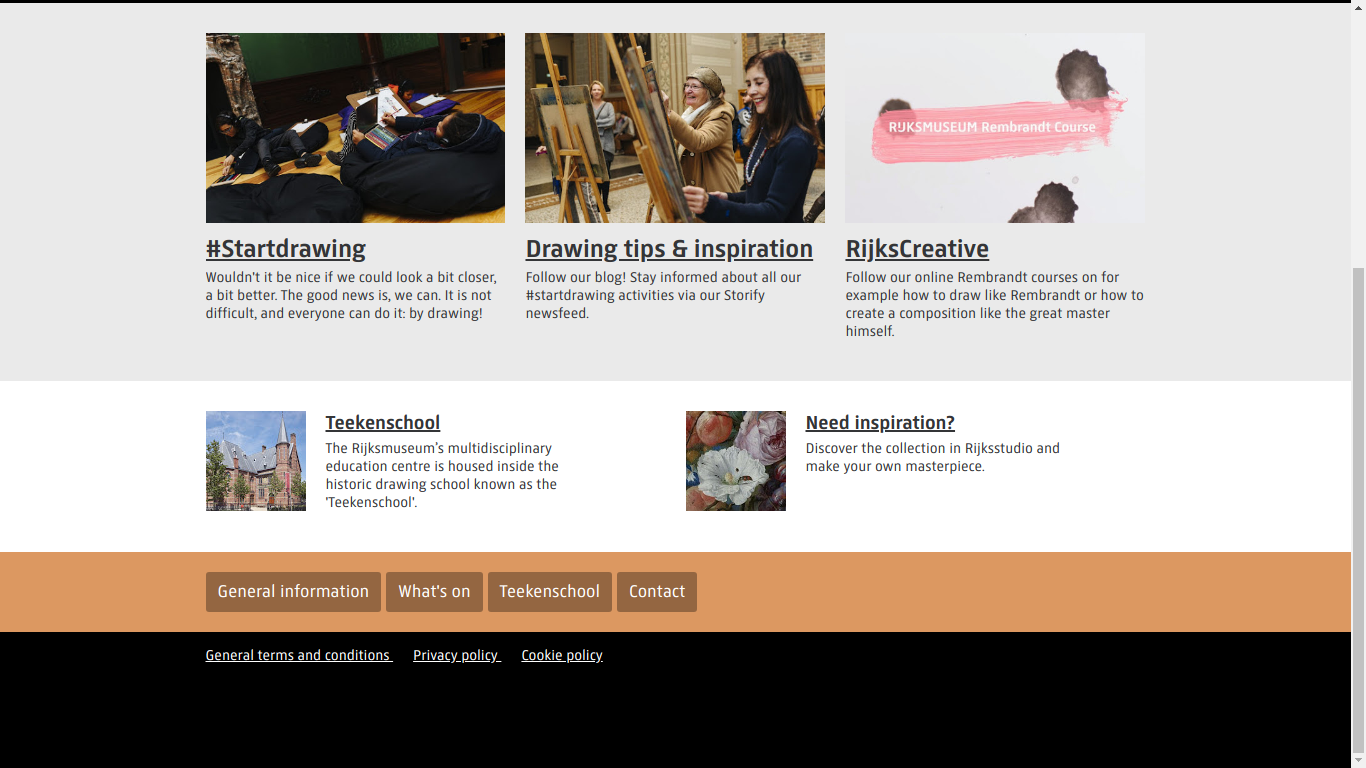 RIJKSMUSEUM Rembrandt Course
#Startdrawing
Wouldn't it be nice if we could look a bit closer,
a bit better. The good news is, we can. It is not
difficult, and everyone can do it: by drawing!
Drawing tips & inspiration
Follow our blog! Stay informed about all our
#startdrawing activities via our Storify
newsfeed.
RijksCreative
Follow our online Rembrandt courses on for
example how to draw like Rembrandt or how to
create a composition like the great master
himself.
Teekenschool
The Rijksmuseum's multidisciplinary
education centre is housed inside the
historic drawing school known as the
'Teekenschool'.
Need inspiration?
Discover the collection in Rijksstudio and
make your own masterpiece.
General information What's on Teekenschool Contact
General terms and conditions Privacy policy Cookie policy